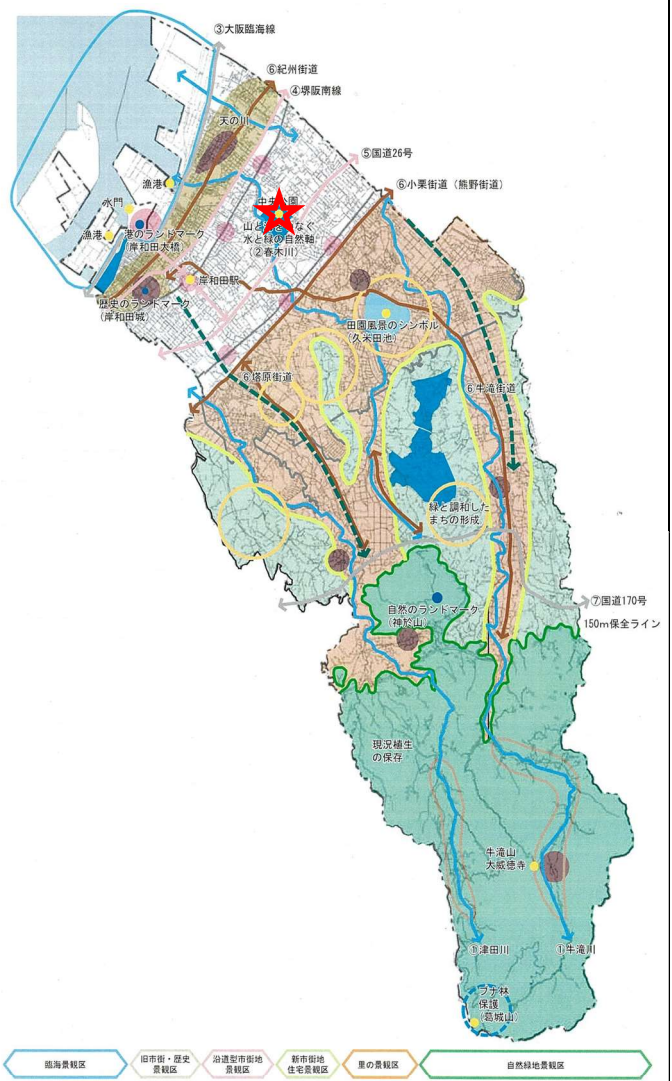 ③大阪臨海線
⑥紀州街道
④堺阪南線
天の川
⑤国道26号
漁港
⑥小栗街道（熊野街道）
水門
中央公園
漁港
港のランドマーク
（岸和田大橋）
山と
なぐ
水と緑の自然軸
（②春木川）
岸和田駅
歴史のランドマーク
（岸和田城）
田園風景のシンボル
（久米田池）
6 塔原街道
6 牛滝街道
緑と調和した
まちの形成
⑦国道170号
自然のランドマーク
（神於山）
150m保全ライン
現況植生
の保存
牛滝山
大威徳寺
①津田川
①牛滝川
ブナ林
保護
（葛城山）
臨海景観区
旧市街・歴史
景観区
沿道型市街地
景観区
新市街地
住宅景観区
里の景観区
自然緑地景観区